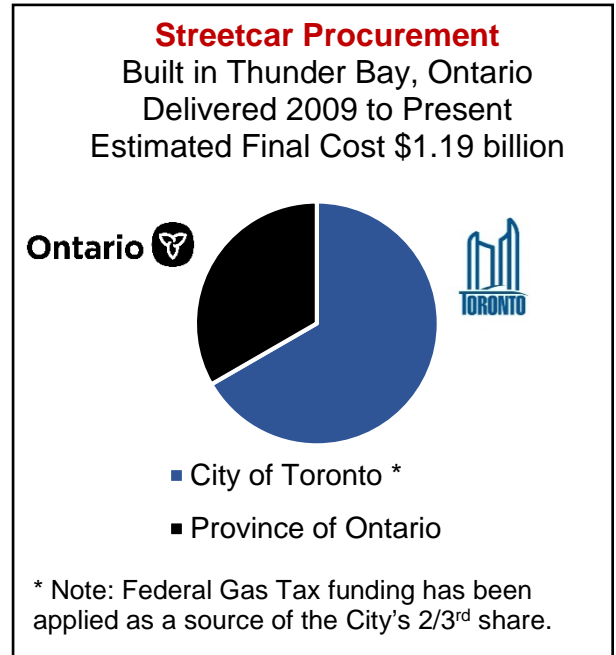 Streetcar Procurement
Built in Thunder Bay, Ontario
Delivered 2009 to Present
Estimated Final Cost $1.19 billion
Ontario
TORONTO
City of Toronto *
Province of Ontario
* Note: Federal Gas Tax funding has been
applied as a source of the City's 2/3rd share.